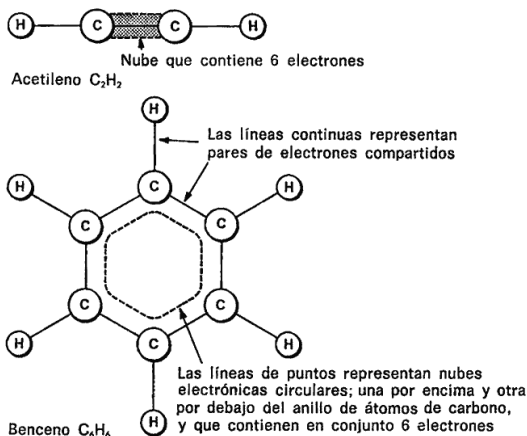 H C C H
Nube que contiene 6 electrones
Acetileno C₂H₂
H
Las líneas continuas representan
pares de electrones compartidos
H C H
C C
C C
H C H
Las líneas de puntos representan nubes
electrónicas circulares; una por encima y otra
por debajo del anillo de átomos de carbono,
y que contienen en conjunto 6 electrones
H
Benceno C₆H₆